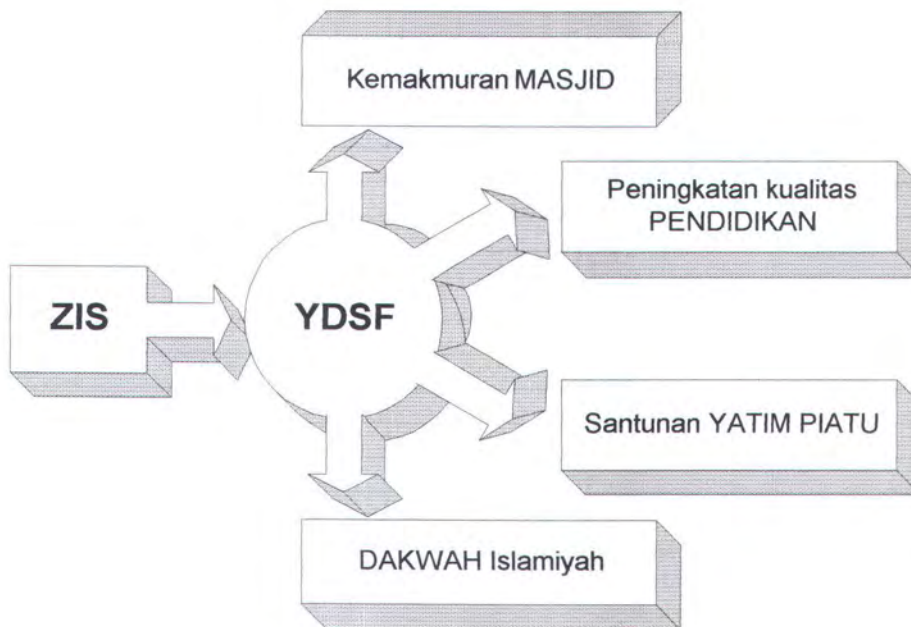 Kemakmuran MASJID
Peningkatan kualitas
PENDIDIKAN
ZIS
YDSF
Santunan YATIM PIATU
DAKWAH Islamiyah